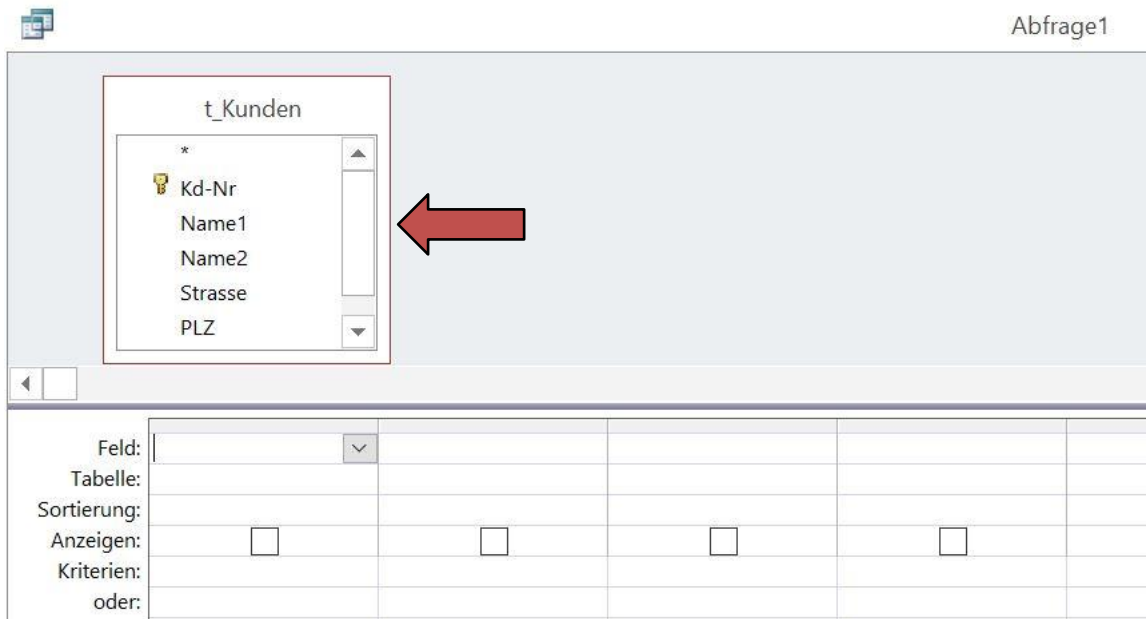 Abfrage1
t_Kunden
*
Kd-Nr
Name1
Name2
Strasse
PLZ
Feld:
Tabelle:
Sortierung:
Anzeigen:
Kriterien:
oder: